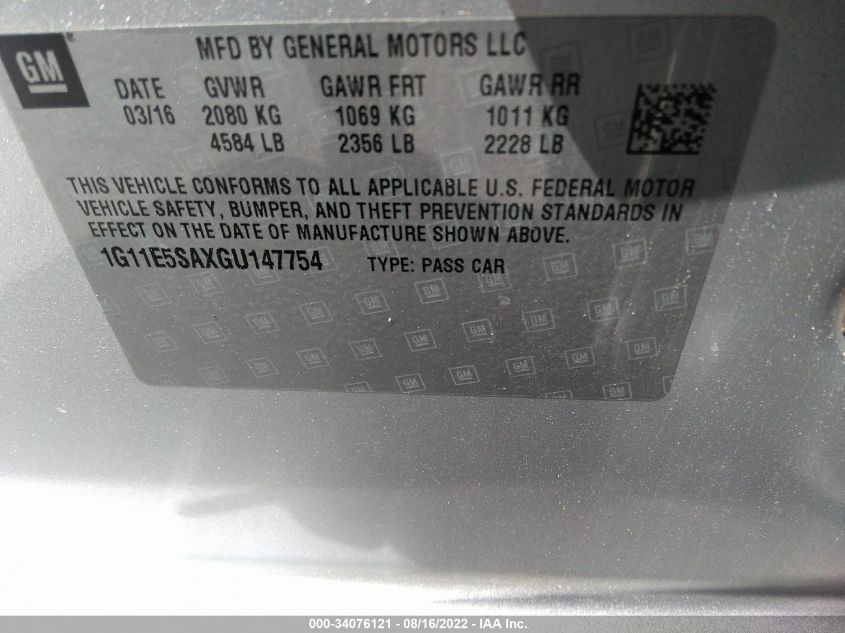 GM
MFD BY GENERAL MOTORS LLC
DATE GVWR GAWR FRT GAWR RR
03/16 2080 KG 1069 KG 1011 KG
4584 LB 2356 LB 2228 LB
THIS VEHICLE CONFORMS TO ALL APPLICABLE U.S. FEDERAL MOTOR
VEHICLE SAFETY, BUMPER, AND THEFT PREVENTION STANDARDS IN
EFFECT ON THE DATE OF MANUFACTURE SHOWN ABOVE.
1G11E5SAXGU147754 TYPE: PASS CAR
000-34076121 - 08/16/2022 - IAA Inc.